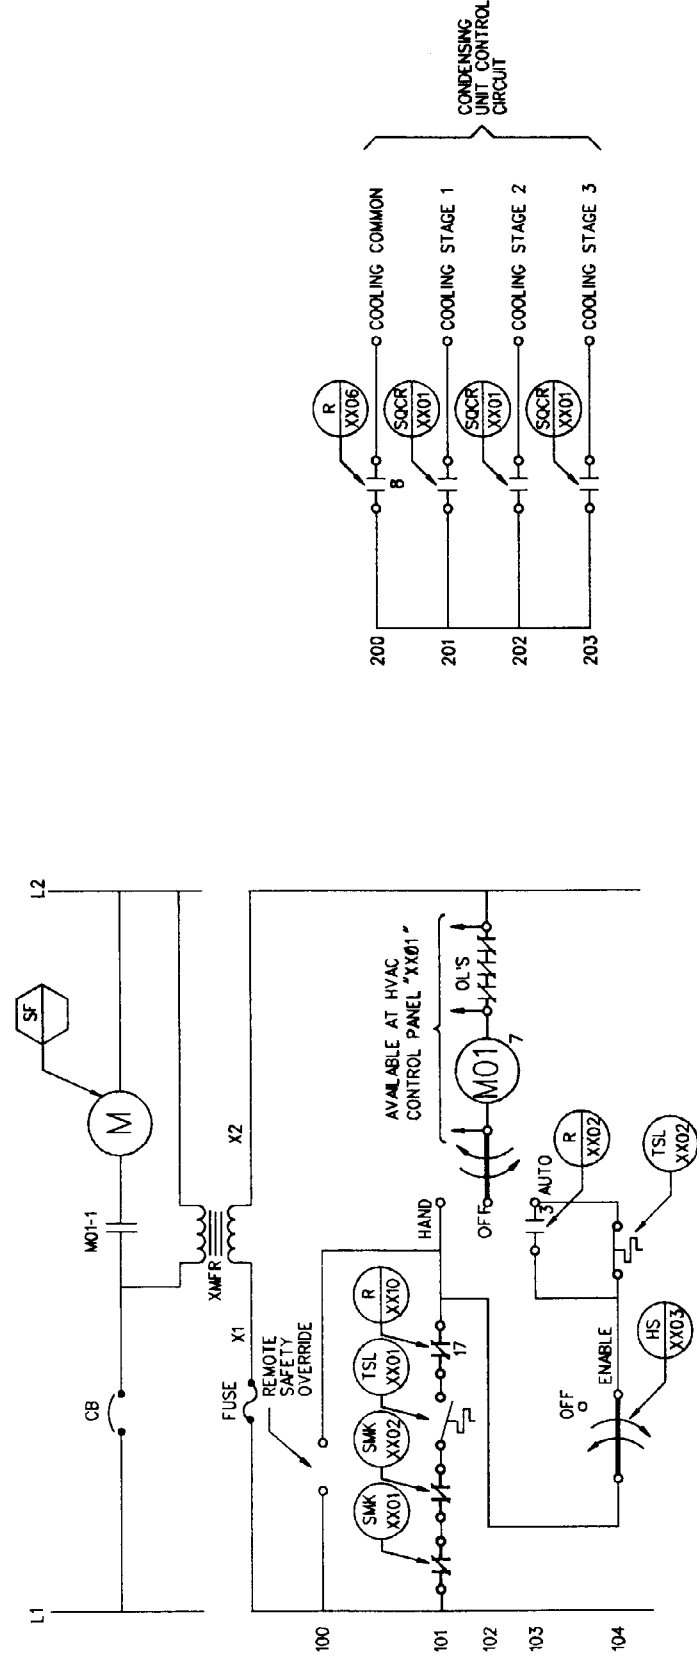 L1
L2
CB
M01-1
M
SF
XMFR
FUSE
X1
X2
REMOTE
SAFETY
OVERRIDE
100
101
102
103
104
SMK
XX01
SMK
XX02
TSL
XX01
R
XX10
17
HAND
OFF
AUTO
AVAILABLE AT HVAC
CONTROL PANEL "XX01"
M01
7
OL'S
3
R
XX02
TSL
XX02
OFF
ENABLE
HS
XX03
200
201
202
203
R
XX06
8
SQCR
XX01
SQCR
XX01
SQCR
XX01
COOLING COMMON
COOLING STAGE 1
COOLING STAGE 2
COOLING STAGE 3
CONDENSING
UNIT CONTROL
CIRCUIT